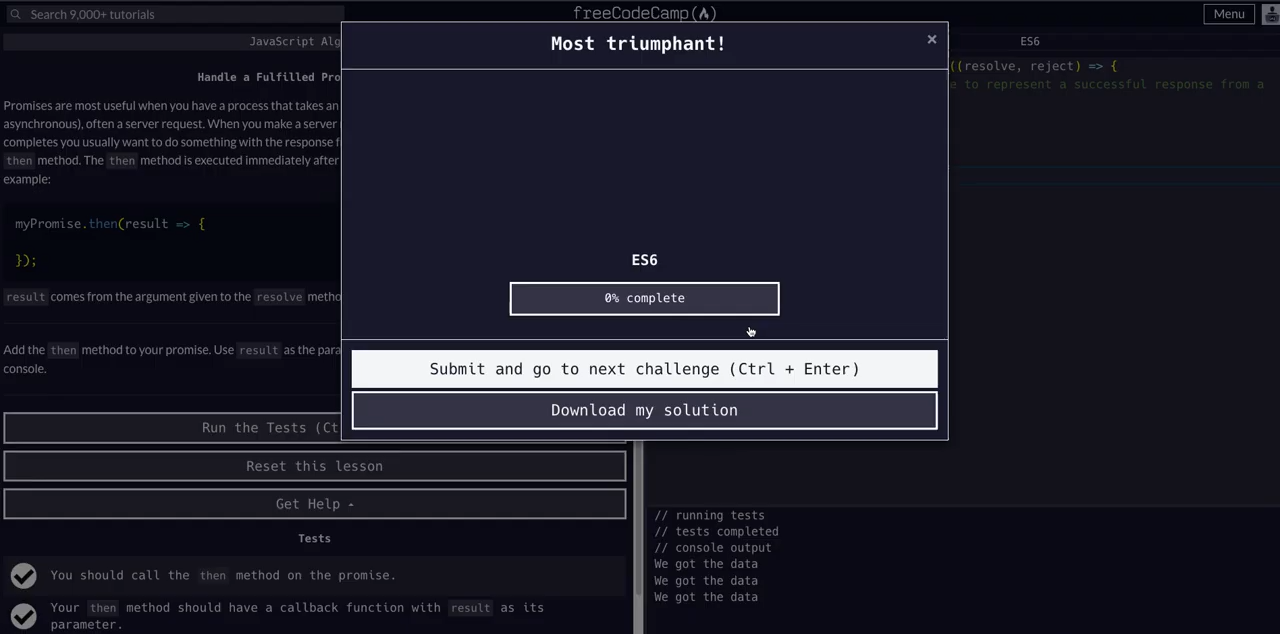 Search 9,000+ tutorials
freeCodeCamp
Menu
JavaScript Alg
ES6
Most triumphant!
×
Handle a Fulfilled Pro
Promises are most useful when you have a process that takes an
asynchronous), often a server request. When you make a server
completes you usually want to do something with the response
then method. The then method is executed immediately after
example:
myPromise.then(result => {
});
result comes from the argument given to the resolve metho
Add the then method to your promise. Use result as the para
console.
Run the Tests (Ct
Reset this lesson
Get Help
Tests
You should call the then method on the promise.
Your then method should have a callback function with result as its
parameter.
ES6
0% complete
Submit and go to next challenge (Ctrl + Enter)
Download my solution
((resolve, reject) => {
e to represent a successful response from a
// running tests
// tests completed
// console output
We got the data
We got the data
We got the data